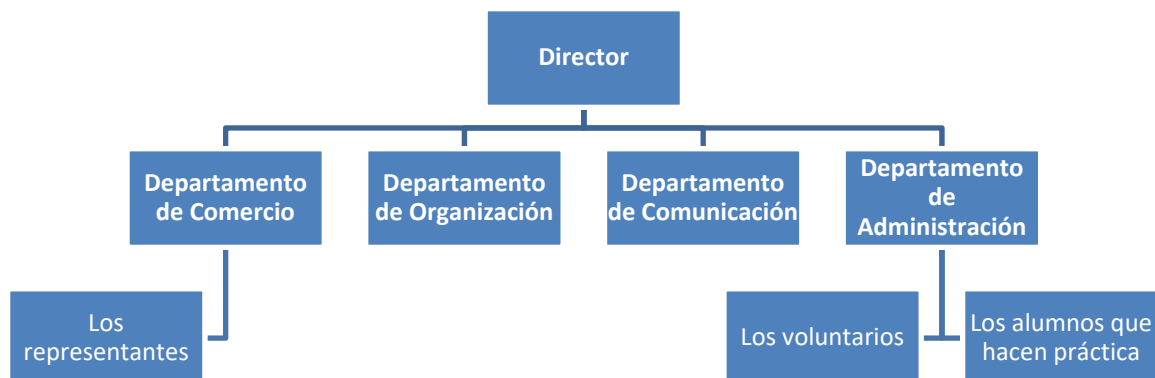 Director
Departamento
de Comercio
Departamento
de Organización
Departamento
de Comunicación
Departamento
de
Administración
Los
representantes
Los voluntarios
Los alumnos que
hacen práctica